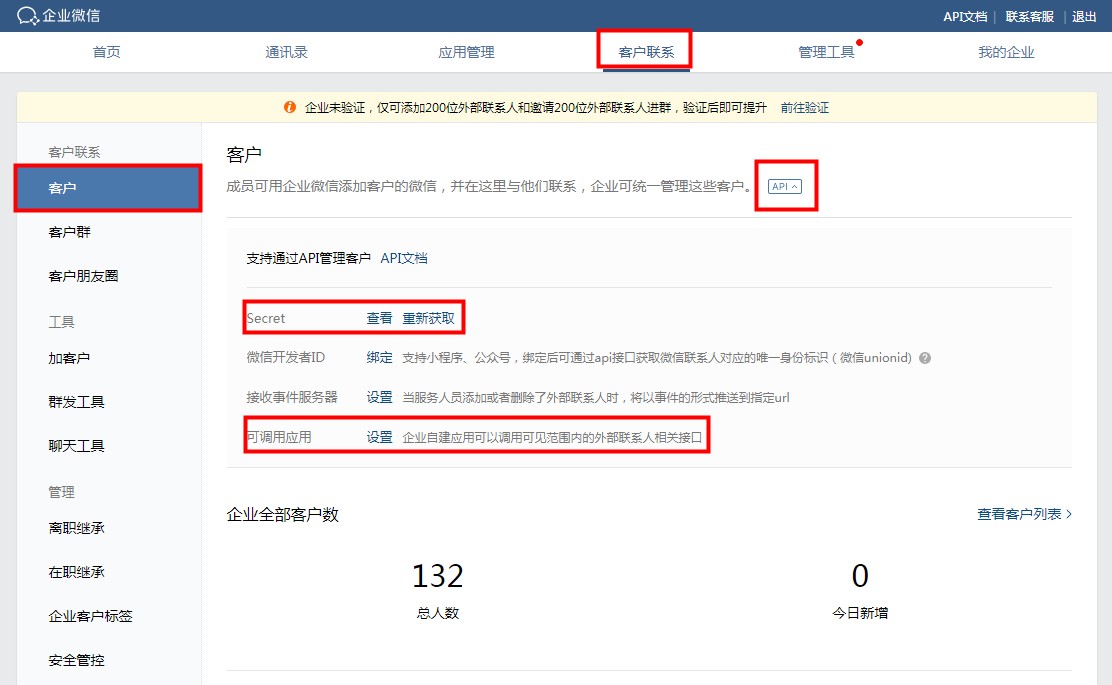 企业微信
API文档 | 联系客服 | 退出
首页 通讯录 应用管理 客户联系 管理工具 我的企业
企业未验证，仅可添加200位外部联系人和邀请200位外部联系人进群，验证后即可提升 前往验证
客户联系
客户
客户群
客户朋友圈
工具
加客户
群发工具
聊天工具
管理
离职继承
在职继承
企业客户标签
安全管控
客户
成员可用企业微信添加客户的微信，并在这里与他们联系，企业可统一管理这些客户。 API
支持通过API管理客户 API文档
Secret 查看 重新获取
微信开发者ID 绑定 支持小程序、公众号，绑定后可通过api接口获取微信联系人对应的唯一身份标识（微信unionid） ?
接收事件服务器 设置 当服务人员添加或者删除了外部联系人时，将以事件的形式推送到指定url
可调用应用 设置 企业自建应用可以调用可见范围内的外部联系人相关接口
企业全部客户数 查看客户列表
132 0
总人数 今日新增